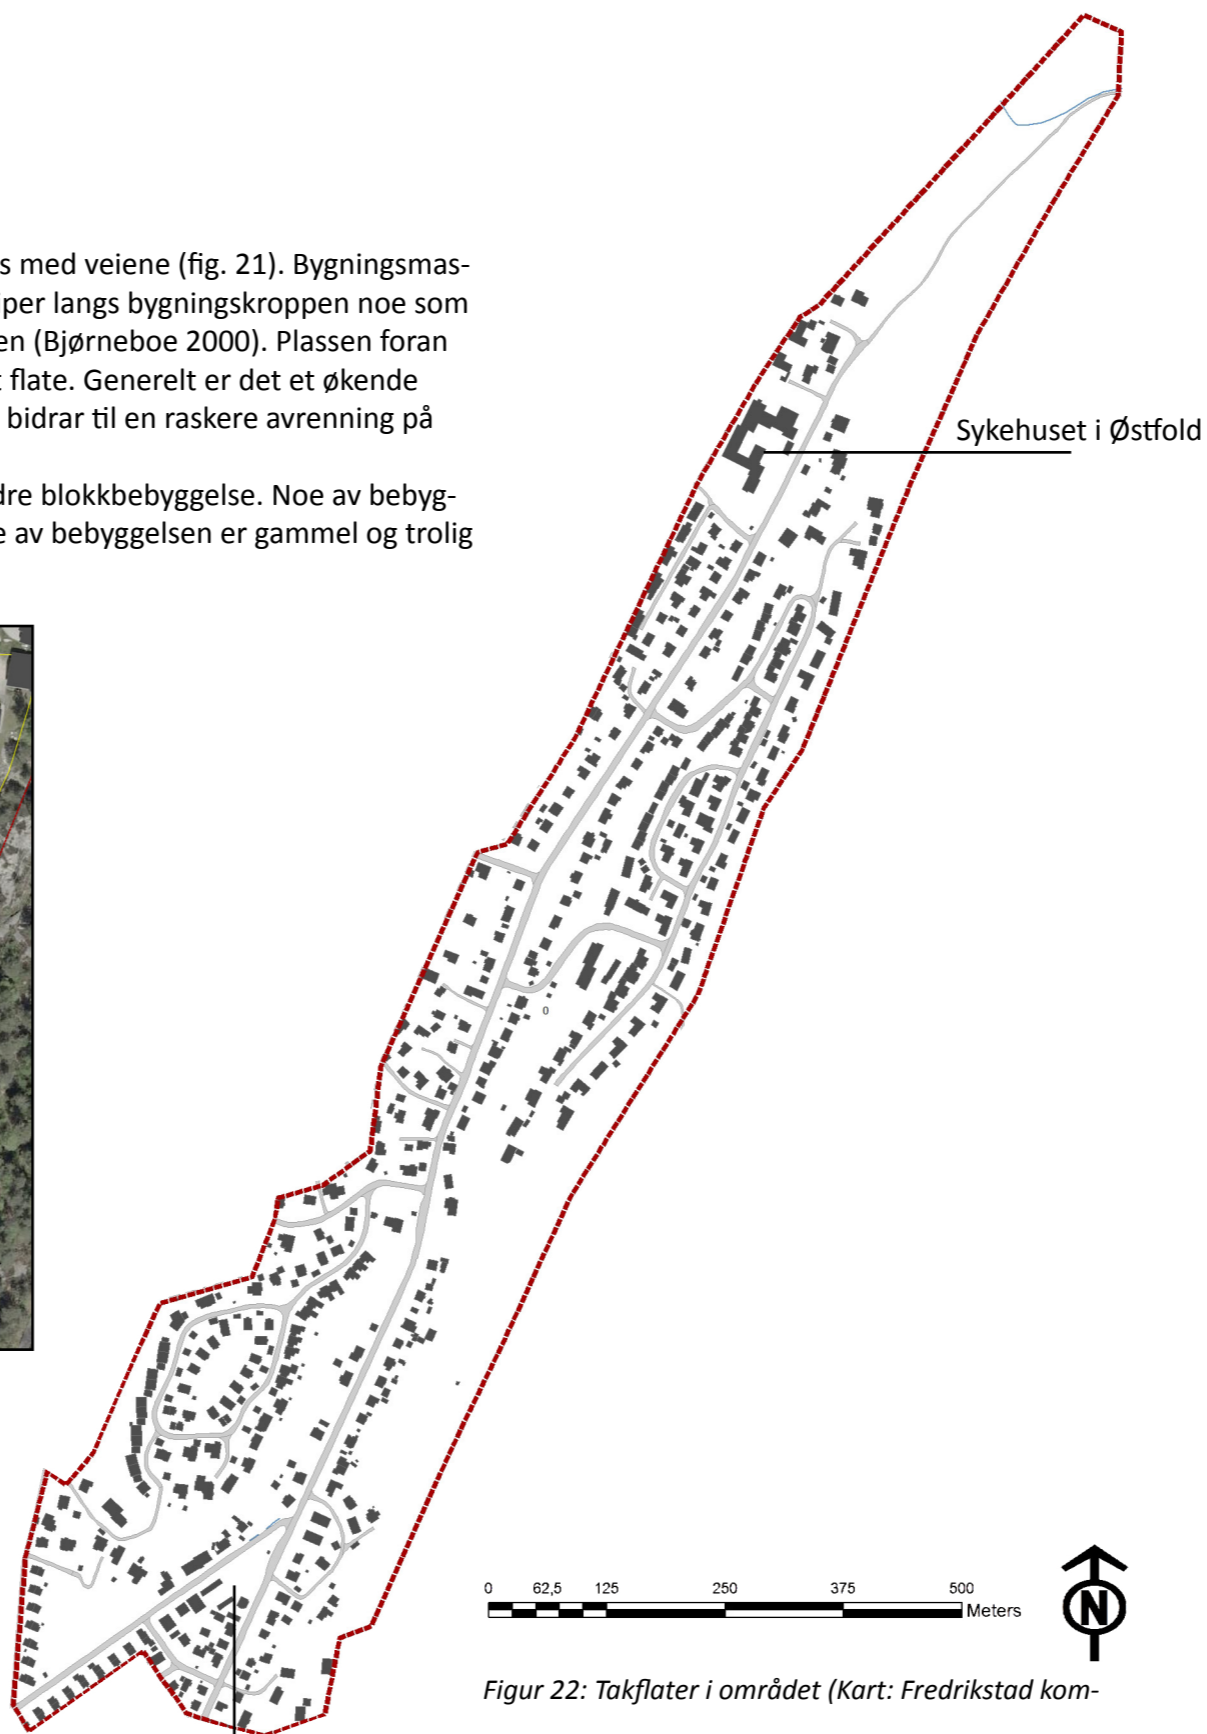 s med veiene (fig. 21). Bygningsmas-
iper langs bygningskroppen noe som
en (Bjørneboe 2000). Plassen foran
t flate. Generelt er det et økende
bidrar til en raskere avrenning på
dre blokkbebyggelse. Noe av bebyg-
e av bebyggelsen er gammel og trolig
Sykehuset i Østfold
0
0 62,5 125 250 375 500
Meters
N
Figur 22: Takflater i området (Kart: Fredrikstad kom-